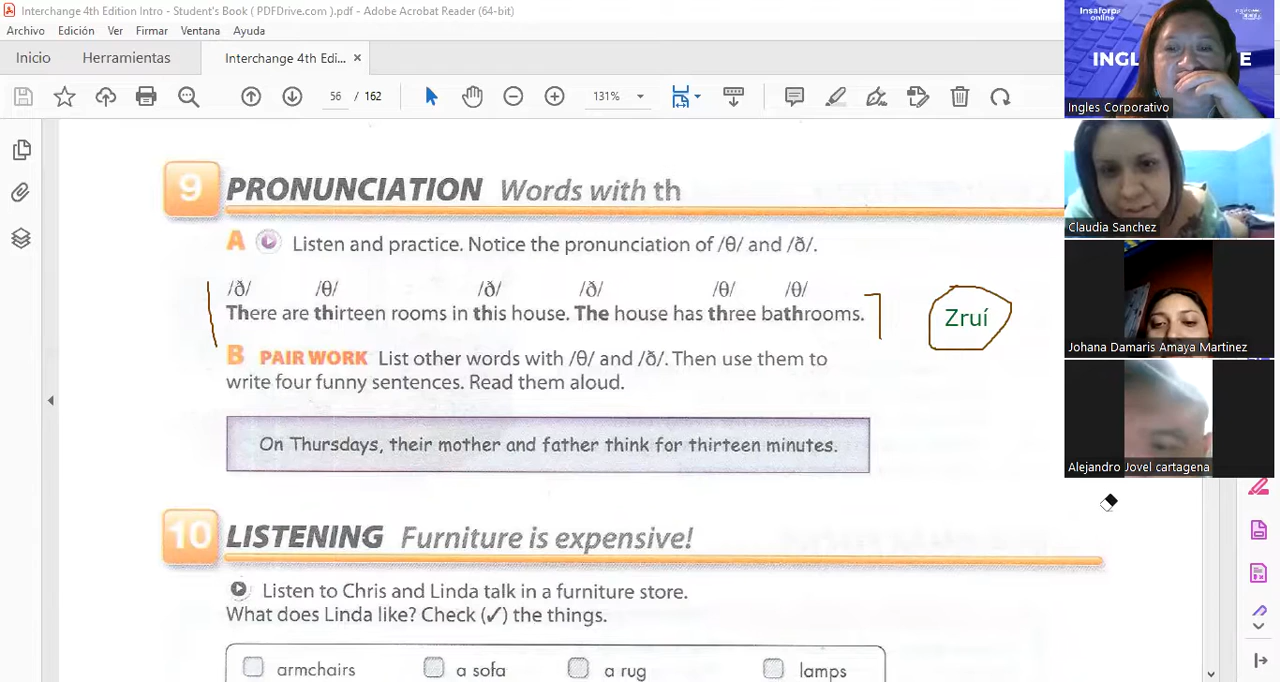 Interchange 4th Edition Intro - Student's Book ( PDFDrive.com ).pdf - Adobe Acrobat Reader (64-bit)
Archivo Edición Ver Firmar Ventana Ayuda
Inicio Herramientas Interchange 4th Edi... ×
56 / 162 131%
9 PRONUNCIATION Words with th
A Listen and practice. Notice the pronunciation of /θ/ and /ð/.
/ð/ /θ/ /ð/ /ð/ /θ/ /θ/
There are thirteen rooms in this house. The house has three bathrooms.
Zruí
B PAIR WORK List other words with /θ/ and /ð/. Then use them to
write four funny sentences. Read them aloud.
On Thursdays, their mother and father think for thirteen minutes.
10 LISTENING Furniture is expensive!
Listen to Chris and Linda talk in a furniture store.
What does Linda like? Check (✓) the things.
armchairs a sofa a rug lamps
Insaforp online
INGL E
Ingles Corporativo
Claudia Sanchez
Johana Damaris Amaya Martinez
Alejandro Jovel cartagena